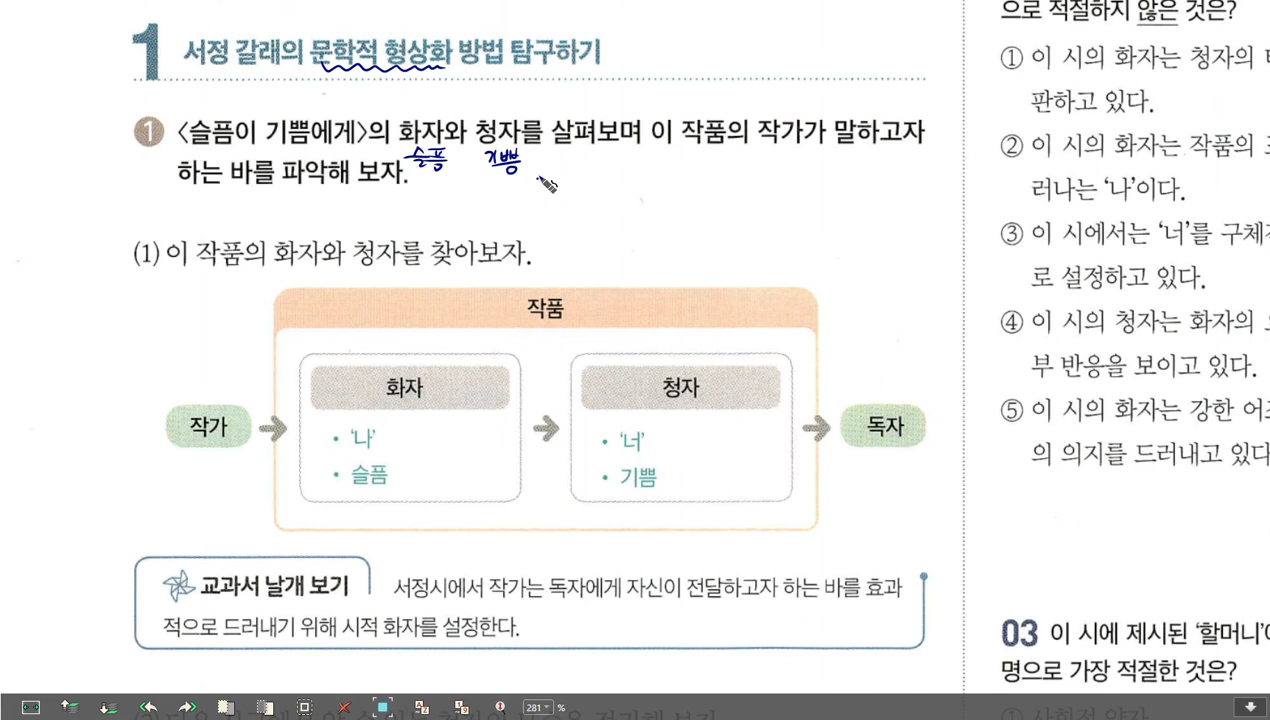 1 서정 갈래의 문학적 형상화 방법 탐구하기
1 〈슬픔이 기쁨에게〉의 화자와 청자를 살펴보며 이 작품의 작가가 말하고자
슬픔 기쁨
하는 바를 파악해 보자.
(1) 이 작품의 화자와 청자를 찾아보자.
작품
화자
청자
작가
• ‘나’
• 슬픔
• ‘너’
• 기쁨
독자
교과서 날개 보기 서정시에서 작가는 독자에게 자신이 전달하고자 하는 바를 효과
적으로 드러내기 위해 시적 화자를 설정한다.
으로 적절하지 않은 것은?
① 이 시의 화자는 청자의
판하고 있다.
② 이 시의 화자는 작품의
러나는 ‘나’이다.
③ 이 시에서는 ‘너’를
로 설정하고 있다.
④ 이 시의 청자는 화자의
부 반응을 보이고 있다.
⑤ 이 시의 화자는 강한
의 의지를 드러내고 있다
03 이 시에 제시된 ‘할머니’
명으로 가장 적절한 것은?
281 %